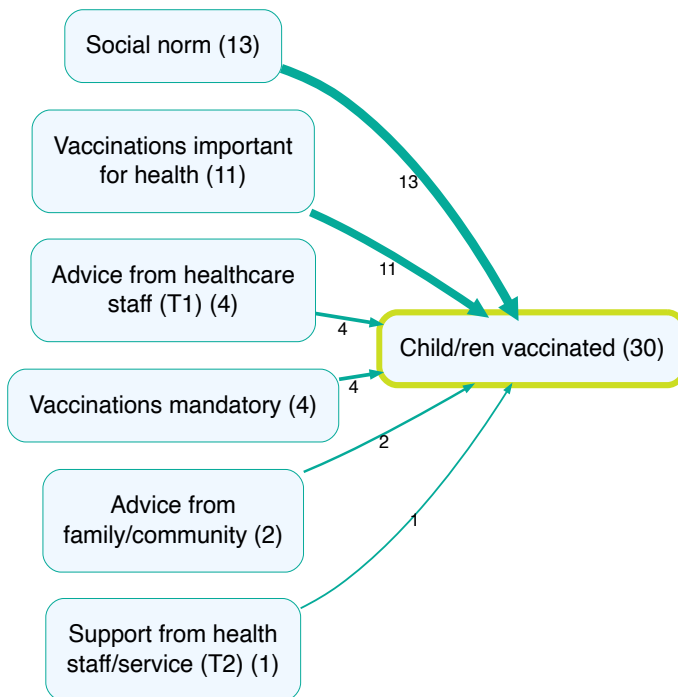 Social norm (13)
Vaccinations important
for health (11)
13
11
Advice from healthcare
staff (T1) (4)
4
Child/ren vaccinated (30)
Vaccinations mandatory (4)
4
2
Advice from
family/community (2)
1
Support from health
staff/service (T2) (1)